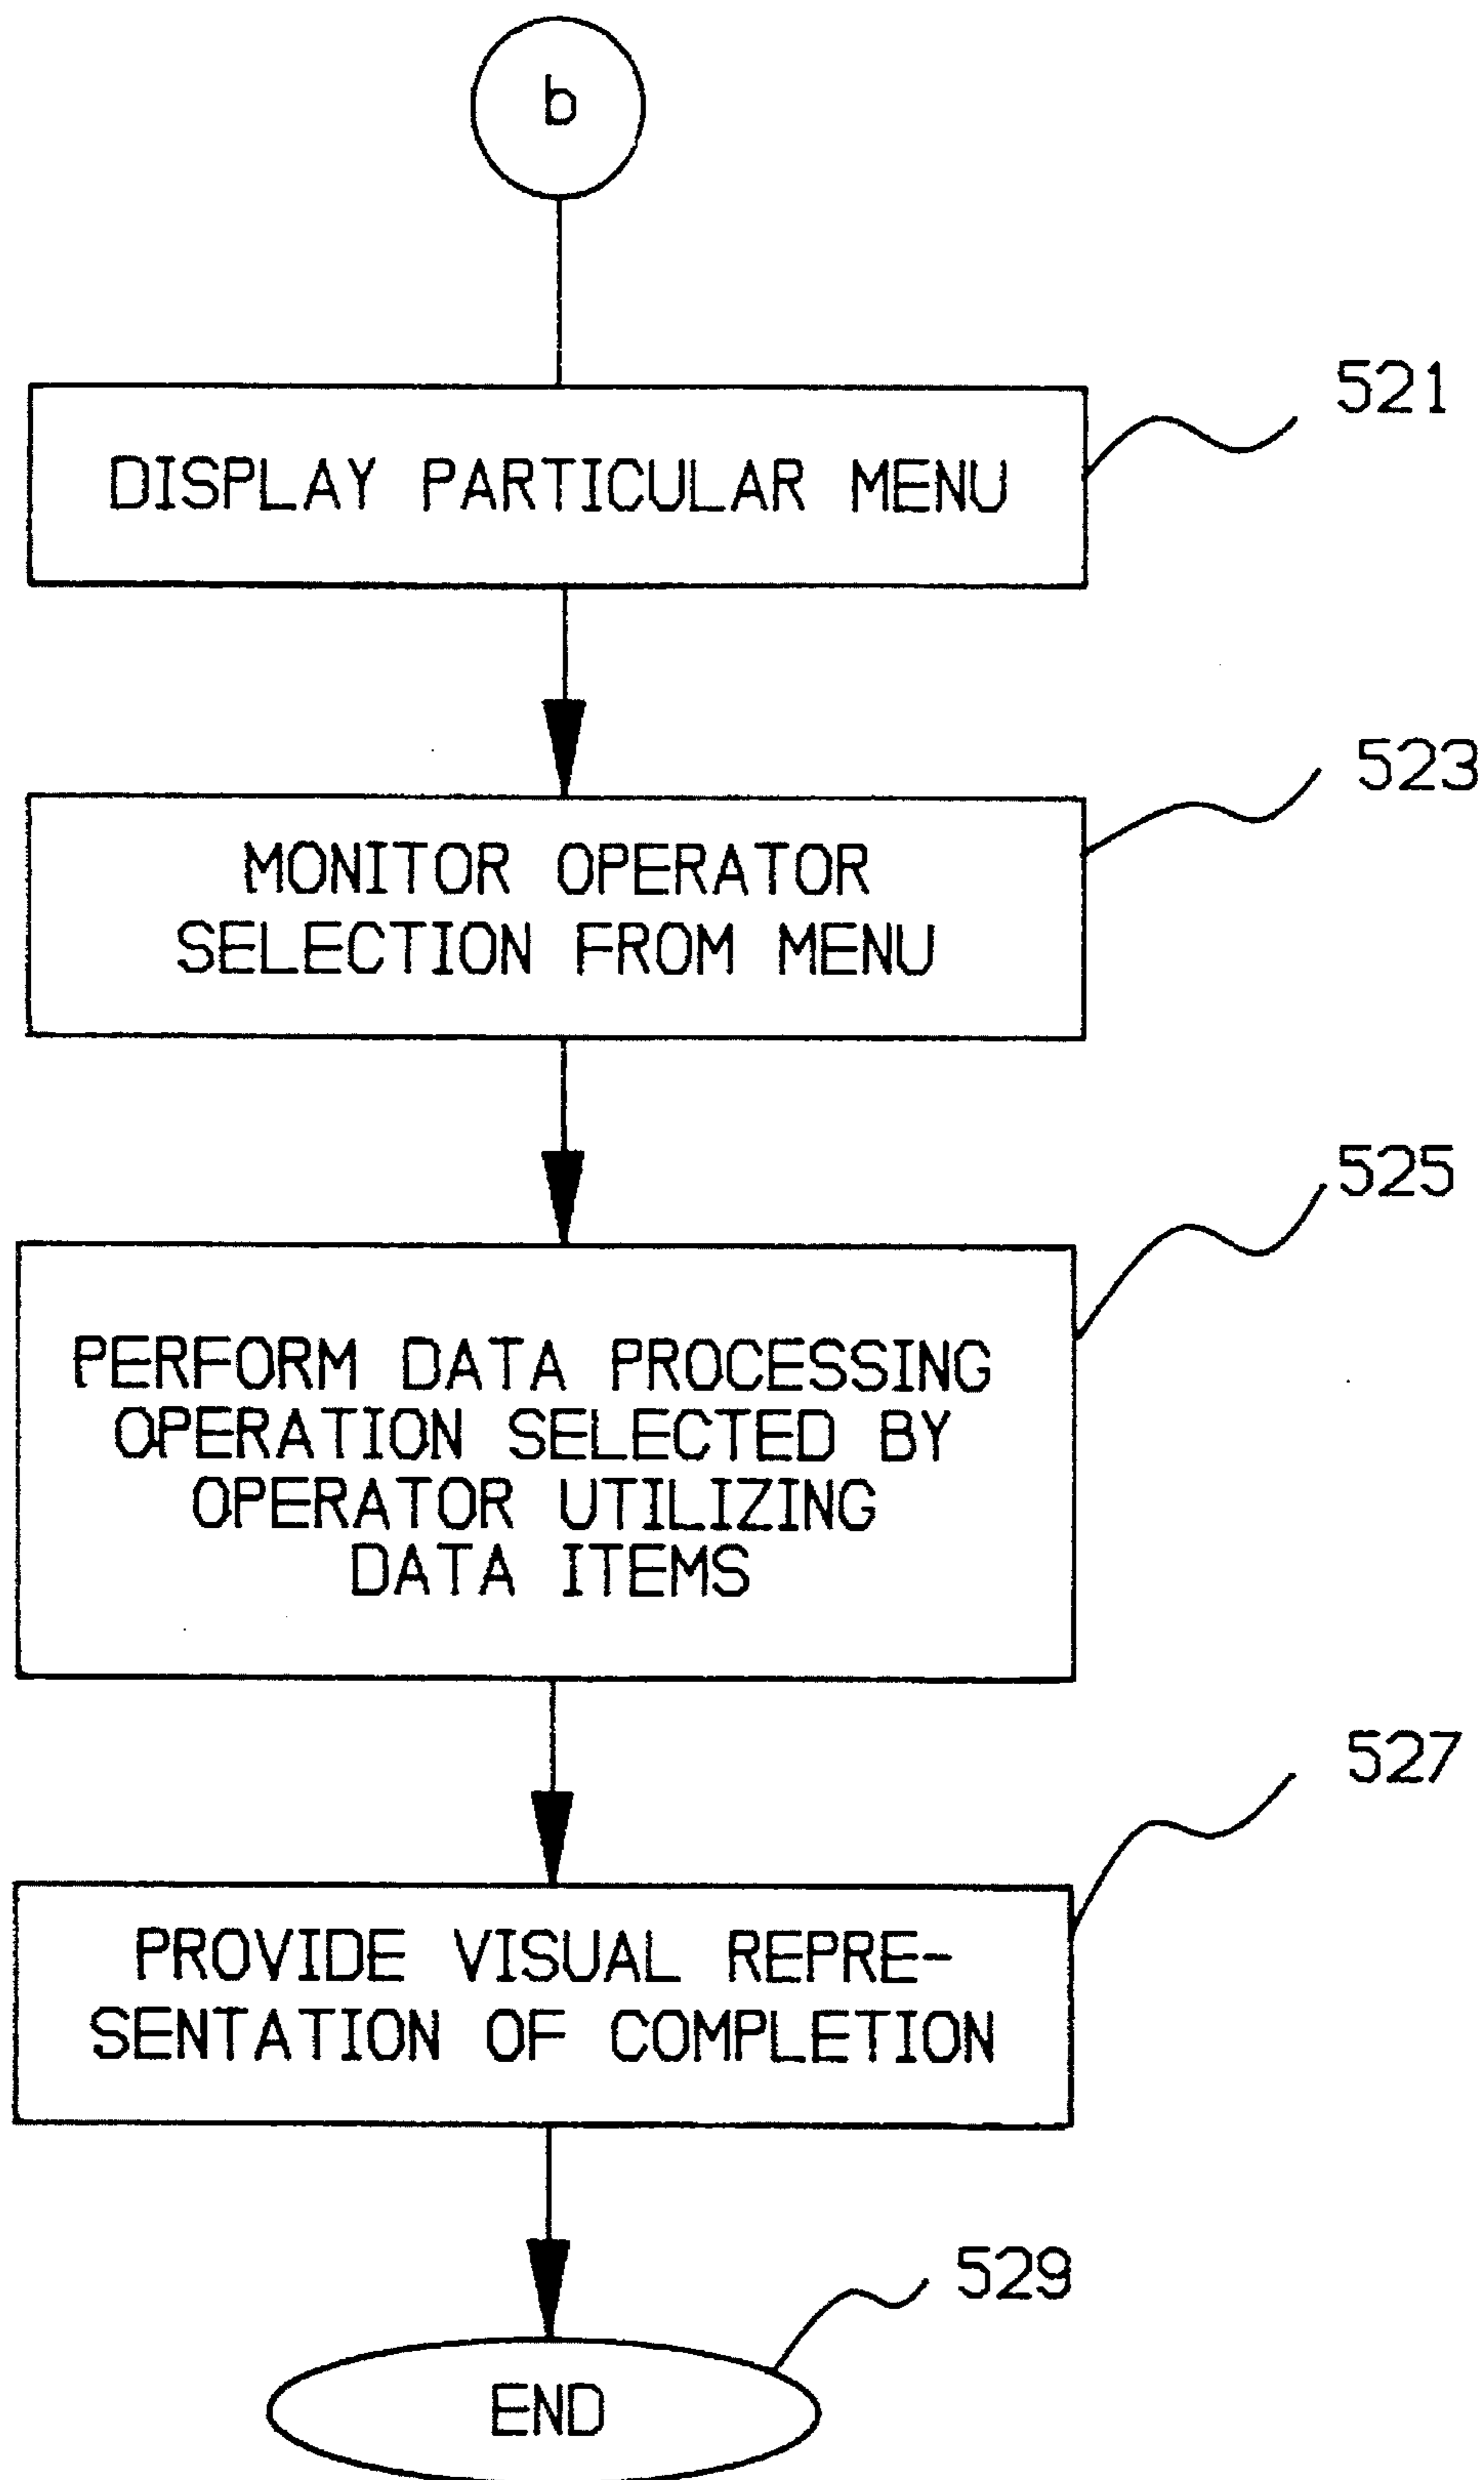 b
521
DISPLAY PARTICULAR MENU
523
MONITOR OPERATOR
SELECTION FROM MENU
525
PERFORM DATA PROCESSING
OPERATION SELECTED BY
OPERATOR UTILIZING
DATA ITEMS
527
PROVIDE VISUAL REPRE-
SENTATION OF COMPLETION
529
END